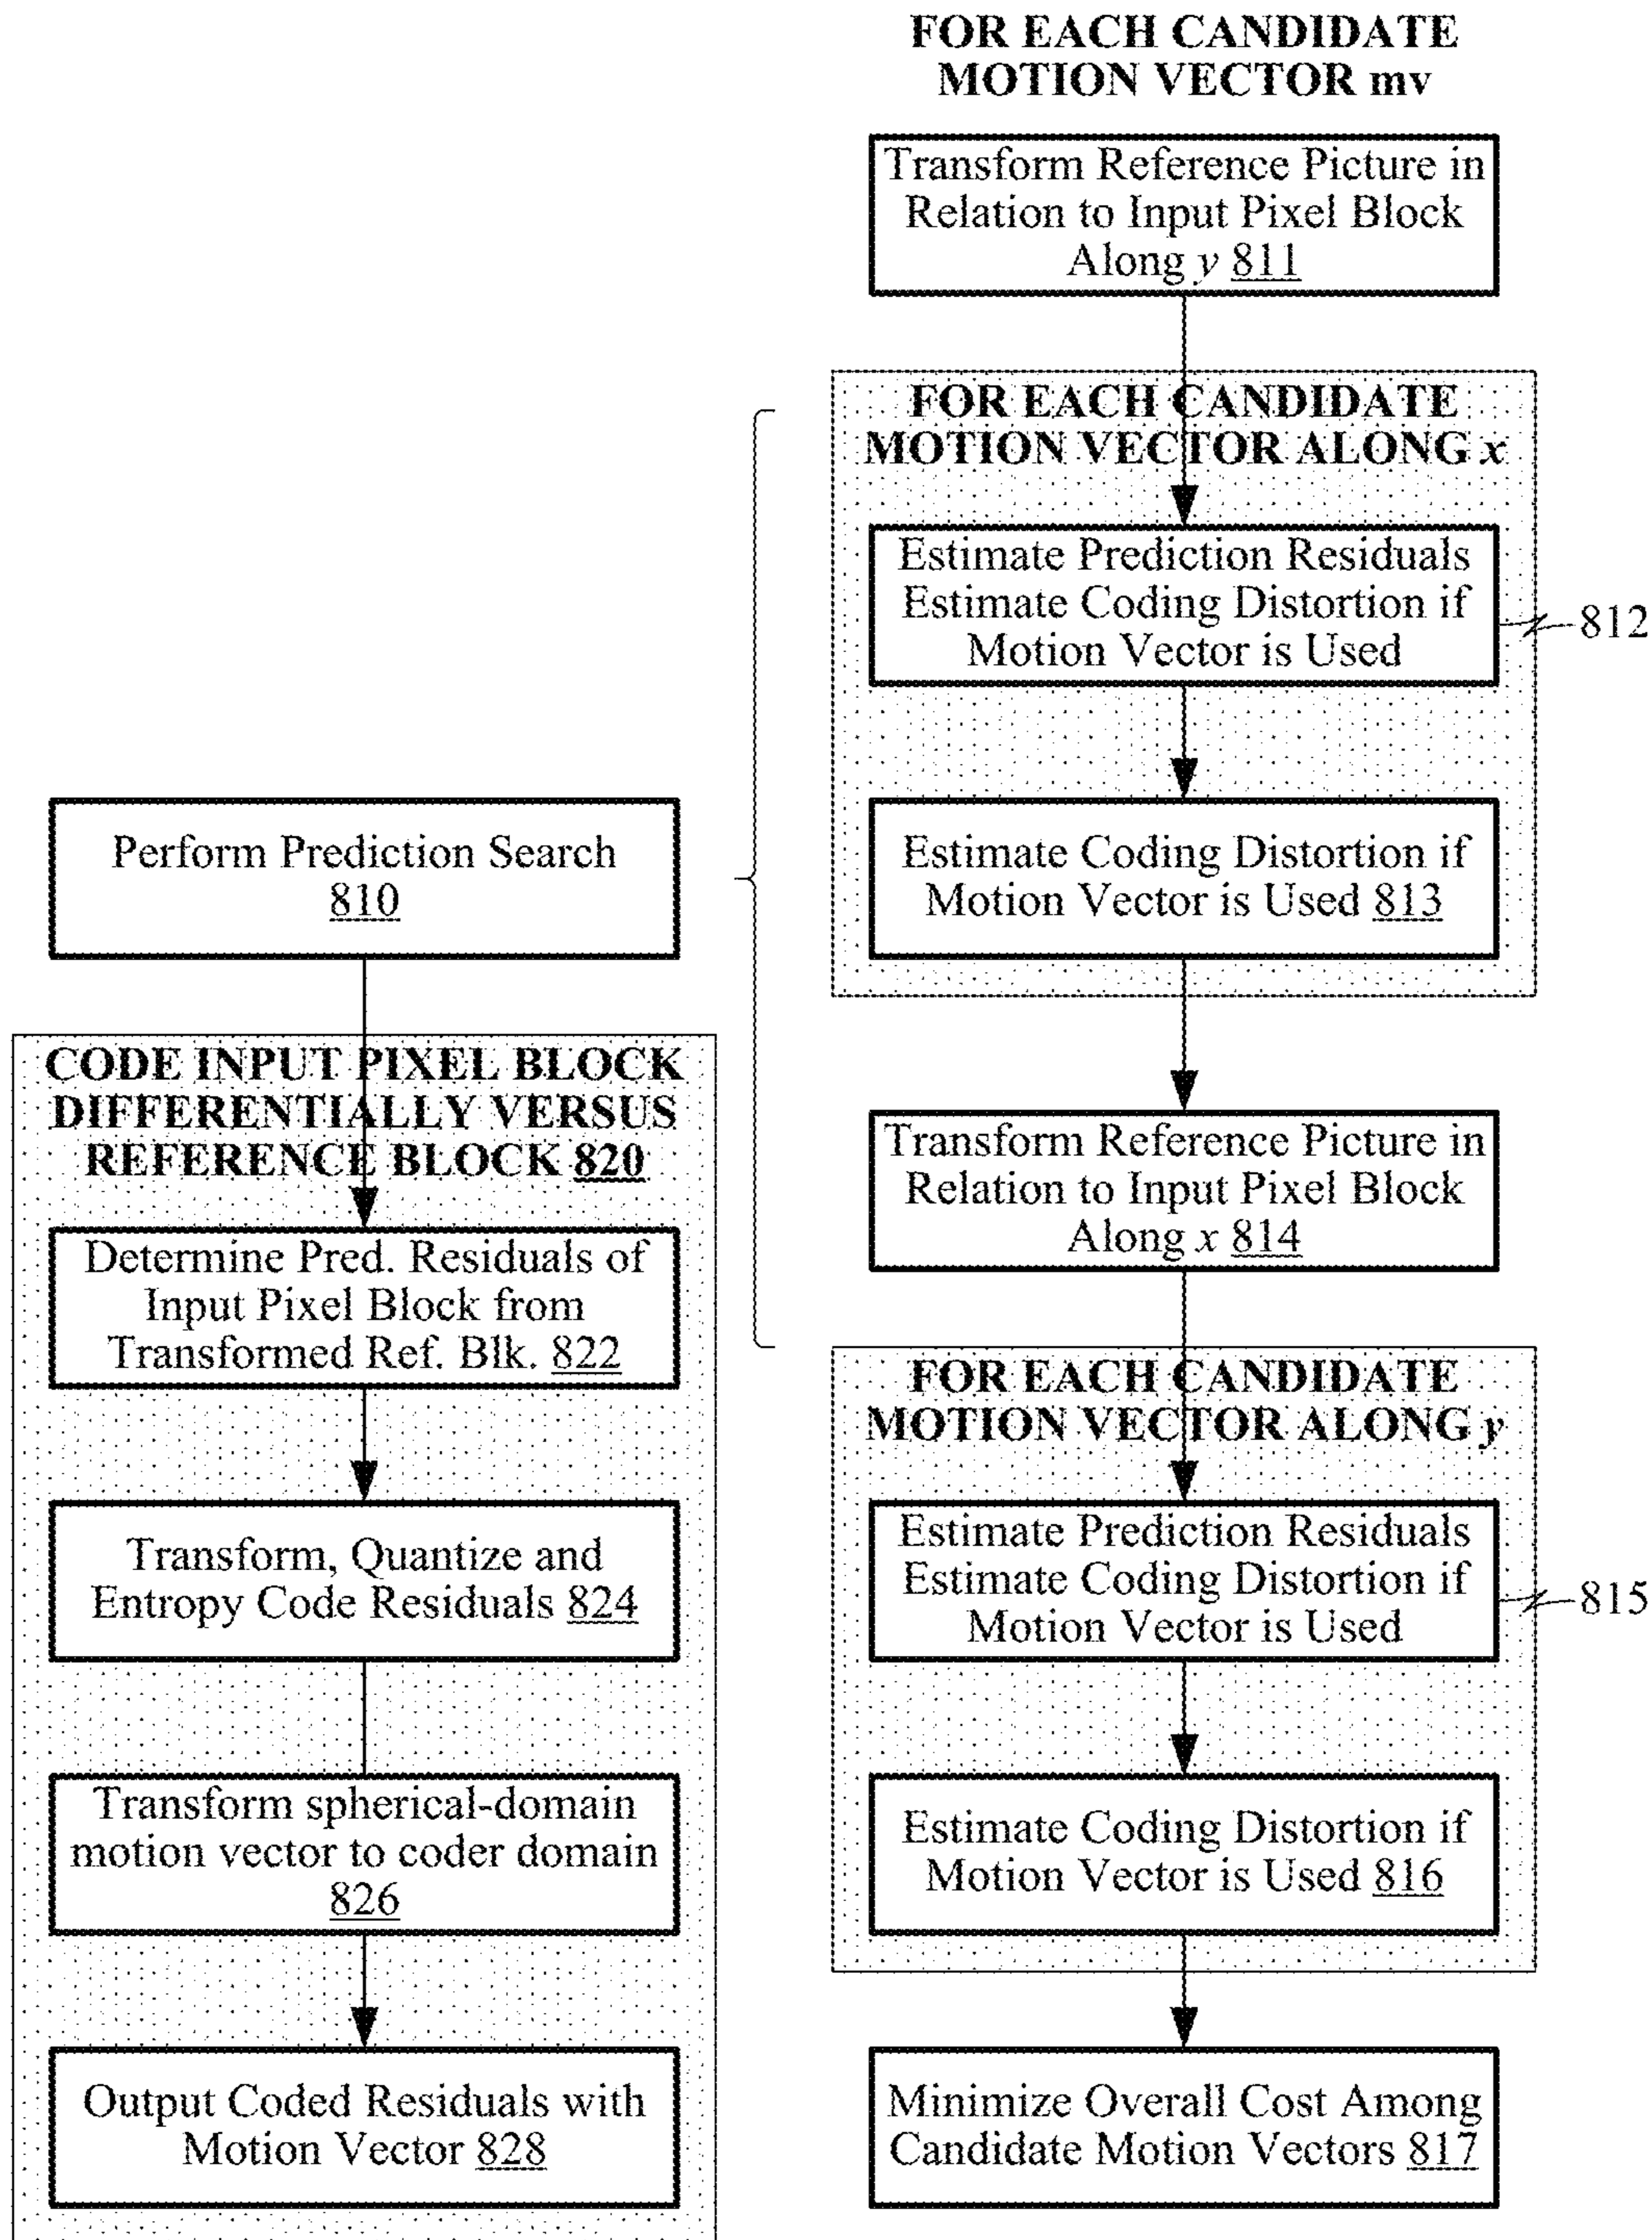 FOR EACH CANDIDATE
MOTION VECTOR mv
Transform Reference Picture in
Relation to Input Pixel Block
Along y 811
FOR EACH CANDIDATE
MOTION VECTOR ALONG x
Estimate Prediction Residuals
Estimate Coding Distortion if
Motion Vector is Used
812
Estimate Coding Distortion if
Motion Vector is Used 813
Transform Reference Picture in
Relation to Input Pixel Block
Along x 814
FOR EACH CANDIDATE
MOTION VECTOR ALONG y
Estimate Prediction Residuals
Estimate Coding Distortion if
Motion Vector is Used
815
Estimate Coding Distortion if
Motion Vector is Used 816
Minimize Overall Cost Among
Candidate Motion Vectors 817
Perform Prediction Search
810
CODE INPUT PIXEL BLOCK
DIFFERENTIALLY VERSUS
REFERENCE BLOCK 820
Determine Pred. Residuals of
Input Pixel Block from
Transformed Ref. Blk. 822
Transform, Quantize and
Entropy Code Residuals 824
Transform spherical-domain
motion vector to coder domain
826
Output Coded Residuals with
Motion Vector 828